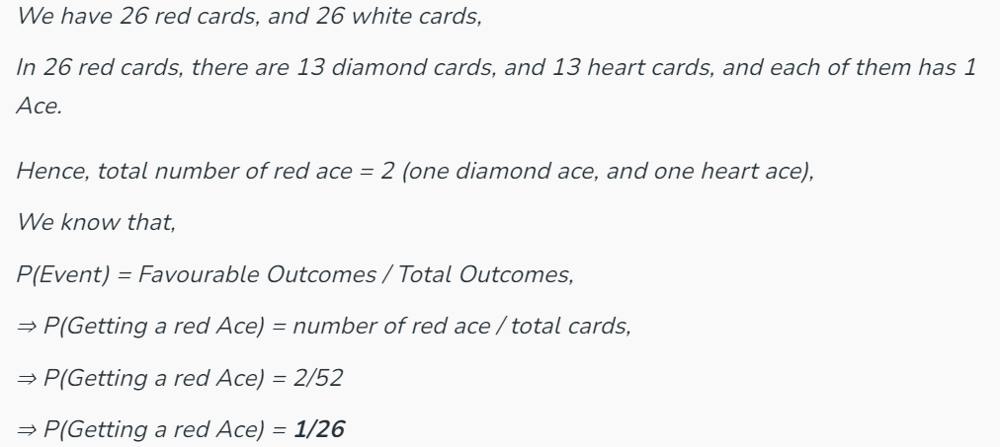 We have 26 red cards, and 26 white cards,
In 26 red cards, there are 13 diamond cards, and 13 heart cards, and each of them has 1
Ace.
Hence, total number of red ace = 2 (one diamond ace, and one heart ace),
We know that,
P(Event) = Favourable Outcomes / Total Outcomes,
⇒ P(Getting a red Ace) = number of red ace / total cards,
⇒ P(Getting a red Ace) = 2/52
⇒ P(Getting a red Ace) = 1/26